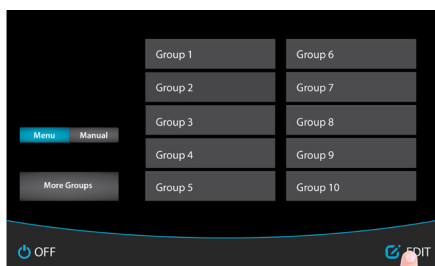 Group 1
Group 6
Group 2
Group 7
Group 3
Group 8
Menu
Manual
Group 4
Group 9
More Groups
Group 5
Group 10
OFF
EDIT